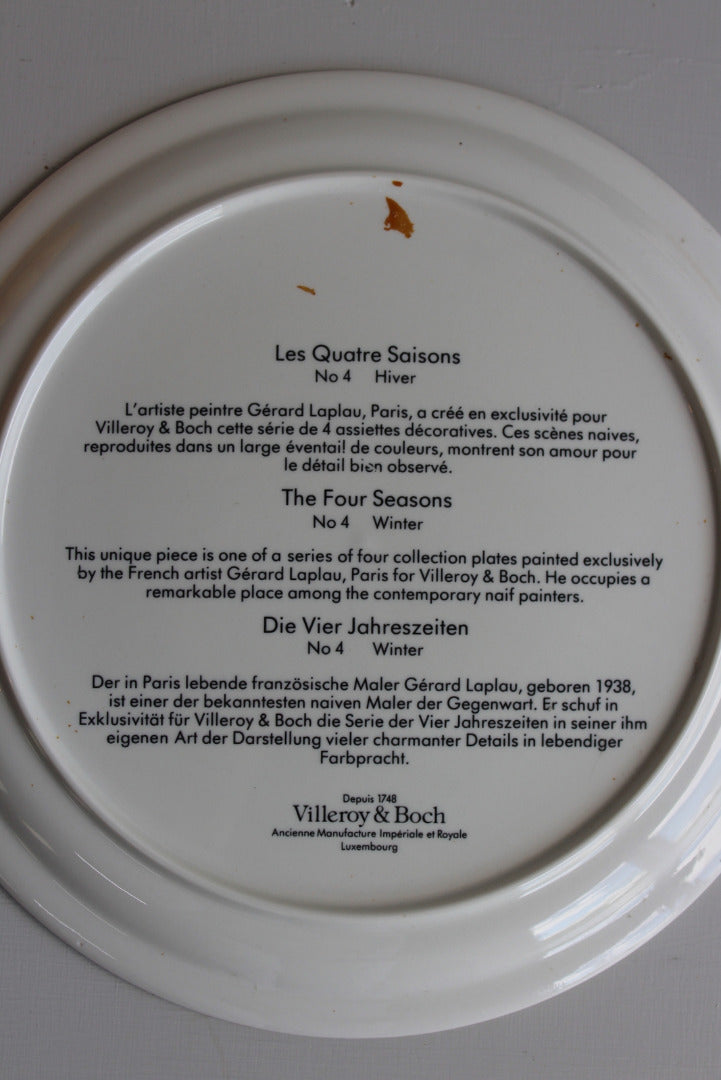 Les Quatre Saisons
No 4 Hiver
L'artiste peintre Gérard Laplau, Paris, a créé en exclusivité pour
Villeroy & Boch cette série de 4 assiettes décoratives. Ces scènes naives,
reproduites dans un large éventail de couleurs, montrent son amour pour
le détail bien observé.
The Four Seasons
No 4 Winter
This unique piece is one of a series of four collection plates painted exclusively
by the French artist Gérard Laplau, Paris for Villeroy & Boch. He occupies a
remarkable place among the contemporary naif painters.
Die Vier Jahreszeiten
No 4 Winter
Der in Paris lebende französische Maler Gérard Laplau, geboren 1938,
ist einer der bekanntesten naiven Maler der Gegenwart. Er schuf in
Exklusivität für Villeroy & Boch die Serie der Vier Jahreszeiten in seiner ihm
eigenen Art der Darstellung vieler charmanter Details in lebendiger
Farbpracht.
Depuis 1748
Villeroy & Boch
Ancienne Manufacture Impériale et Royale
Luxembourg